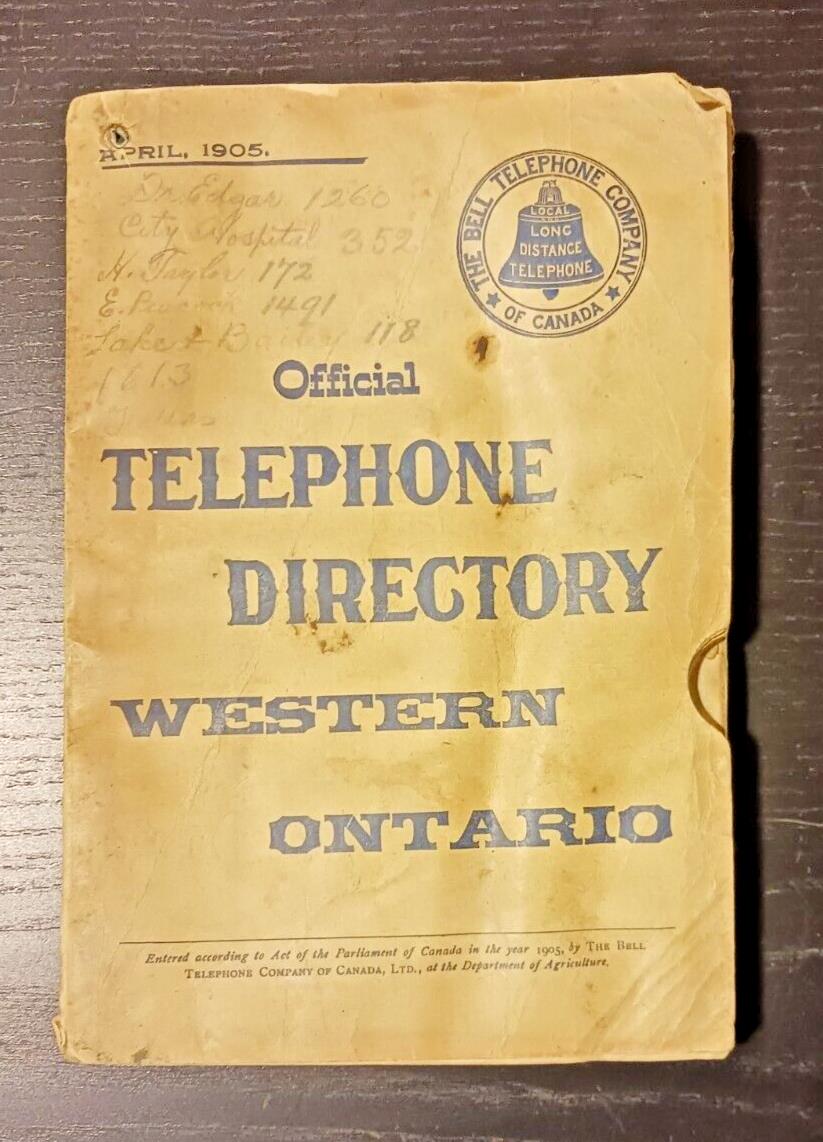 APRIL, 1905.
Dr. Edgar 1260
City Hospital 352
H. Taylor 172
E. 1491
Lake & 118
1613
THE BELL TELEPHONE COMPANY
OF CANADA
LOCAL
AND
LONG
DISTANCE
TELEPHONE
Official
TELEPHONE
DIRECTORY
WESTERN
ONTARIO
Entered according to Act of the Parliament of Canada in the year 1905, by THE BELL
TELEPHONE COMPANY OF CANADA, LTD., at the Department of Agriculture.